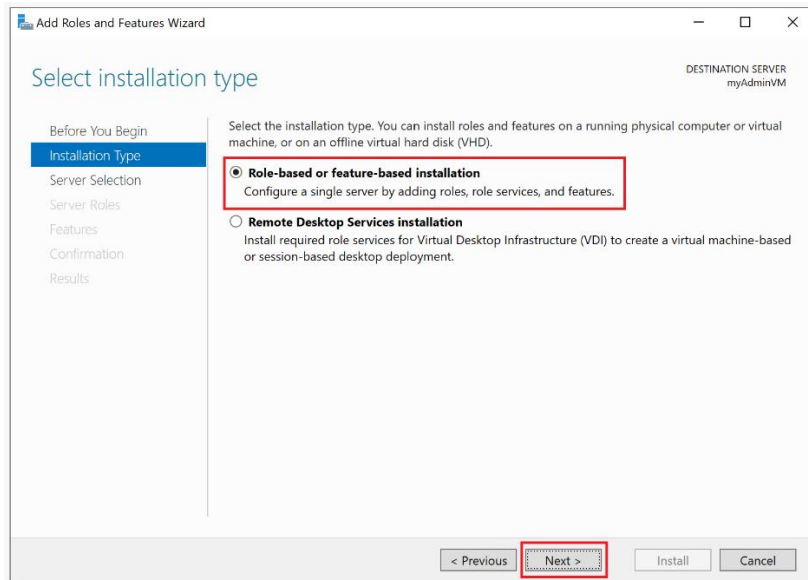 Add Roles and Features Wizard
Select installation type
DESTINATION SERVER
myAdminVM
Before You Begin
Installation Type
Server Selection
Server Roles
Features
Confirmation
Results
Select the installation type. You can install roles and features on a running physical computer or virtual
machine, or on an offline virtual hard disk (VHD).
Role-based or feature-based installation
Configure a single server by adding roles, role services, and features.
Remote Desktop Services installation
Install required role services for Virtual Desktop Infrastructure (VDI) to create a virtual machine-based
or session-based desktop deployment.
< Previous
Next >
Install
Cancel